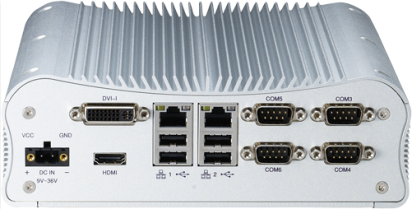 DVI-I
COM5
COM3
VCC
GND
+ DC IN −
9V~36V
HDMI
1
2
COM6
COM4